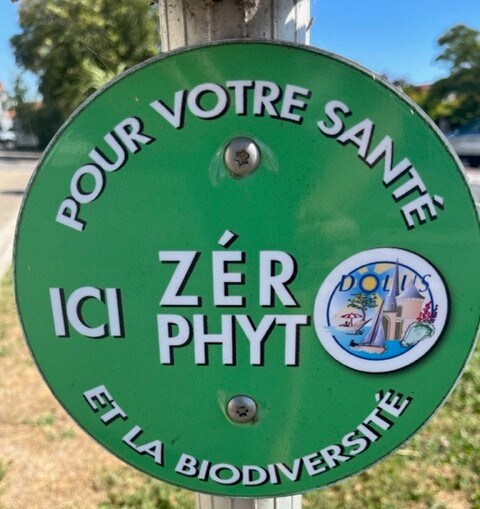 POUR VOTRE SANTÉ
ICI
ZÉR
PHYT
DOLUS
ET LA BIODIVERSITÉ